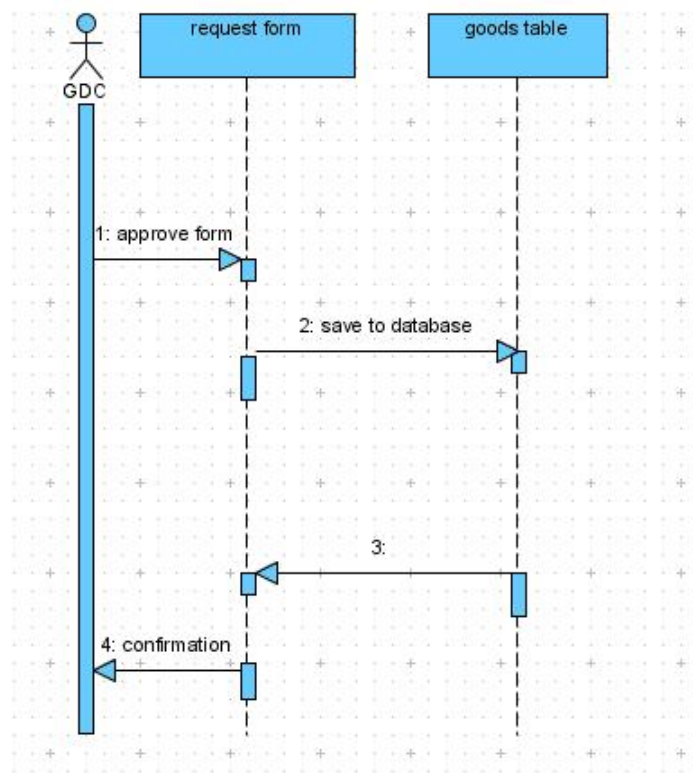 request form
goods table
GDC
1: approve form
2: save to database
3:
4: confirmation